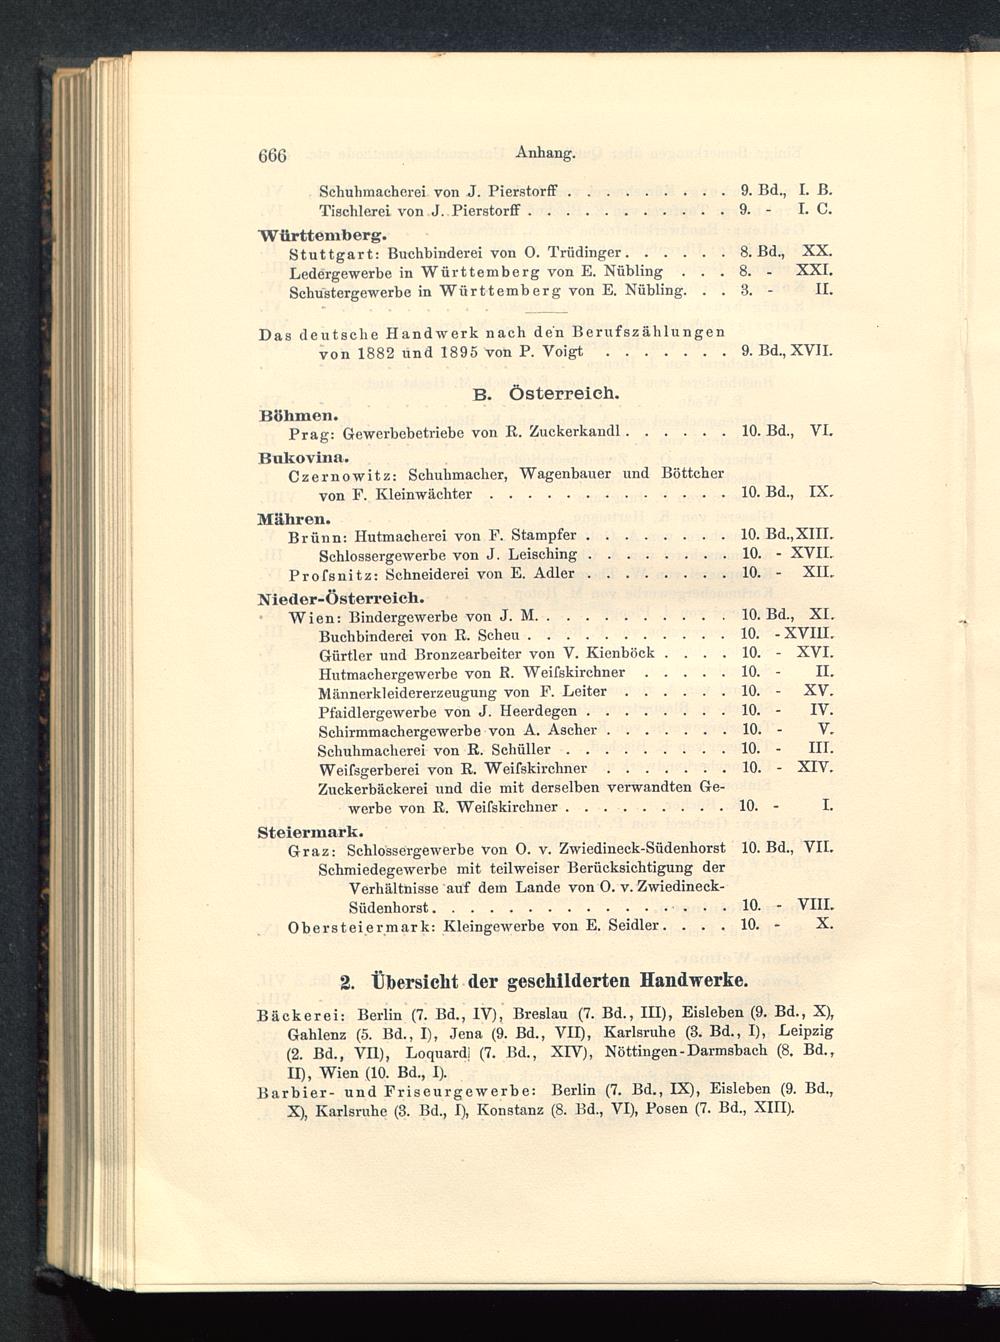 666 Anhang.
Schuhmacherei von J. Pierstorff . . . . . . . . . 9. Bd., I. B.
Tischlerei von J. Pierstorff . . . . . . . . . . . 9. - I. C.
Württemberg.
Stuttgart: Buchbinderei von O. Trüdinger . . . . . . 8. Bd., XX.
Ledergewerbe in Württemberg von E. Nübling . . . 8. - XXI.
Schustergewerbe in Württemberg von E. Nübling. . . 3. - II.
Das deutsche Handwerk nach den Berufszählungen
von 1882 und 1895 von P. Voigt . . . . . . . 9. Bd., XVII.
B. Österreich.
Böhmen.
Prag: Gewerbebetriebe von R. Zuckerkandl . . . . . . 10. Bd., VI.
Bukovina.
Czernowitz: Schuhmacher, Wagenbauer und Böttcher
von F. Kleinwächter . . . . . . . . . . . . . 10. Bd., IX.
Mähren.
Brünn: Hutmacherei von F. Stampfer . . . . . . . . 10. Bd., XIII.
Schlossergewerbe von J. Leisching . . . . . . . . 10. - XVII.
Profsnitz: Schneiderei von E. Adler . . . . . . . . 10. - XII.
Nieder-Österreich.
Wien: Bindergewerbe von J. M. . . . . . . . . . . 10. Bd., XI.
Buchbinderei von R. Scheu . . . . . . . . . . . 10. - XVIII.
Gürtler und Bronzearbeiter von V. Kienböck . . . . 10. - XVI.
Hutmachergewerbe von R. Weifskirchner . . . . . 10. - II.
Männerkleidererzeugung von F. Leiter . . . . . . 10. - XV.
Pfaidlergewerbe von J. Heerdegen . . . . . . . . 10. - IV.
Schirmmachergewerbe von A. Ascher . . . . . . . 10. - V.
Schuhmacherei von R. Schüller . . . . . . . . . 10. - III.
Weifsgerberei von R. Weifskirchner . . . . . . . 10. - XIV.
Zuckerbäckerei und die mit derselben verwandten Ge-
werbe von R. Weifskirchner . . . . . . . . . 10. - I.
Steiermark.
Graz: Schlossergewerbe von O. v. Zwiedineck-Südenhorst 10. Bd., VII.
Schmiedegewerbe mit teilweiser Berücksichtigung der
Verhältnisse auf dem Lande von O. v. Zwiedineck-
Südenhorst . . . . . . . . . . . . . . . . 10. - VIII.
Obersteiermark: Kleingewerbe von E. Seidler . . . . 10. - X.
2. Übersicht der geschilderten Handwerke.
Bäckerei: Berlin (7. Bd., IV), Breslau (7. Bd., III), Eisleben (9. Bd., X),
Gahlenz (5. Bd., I), Jena (9. Bd., VII), Karlsruhe (3. Bd., I), Leipzig
(2. Bd., VII), Loquard (7. Bd., XIV), Nöttingen-Darmsbach (8. Bd.,
II), Wien (10. Bd., I).
Barbier- und Friseurgewerbe: Berlin (7. Bd., IX), Eisleben (9. Bd.,
X), Karlsruhe (3. Bd., I), Konstanz (8. Bd., VI), Posen (7. Bd., XIII).